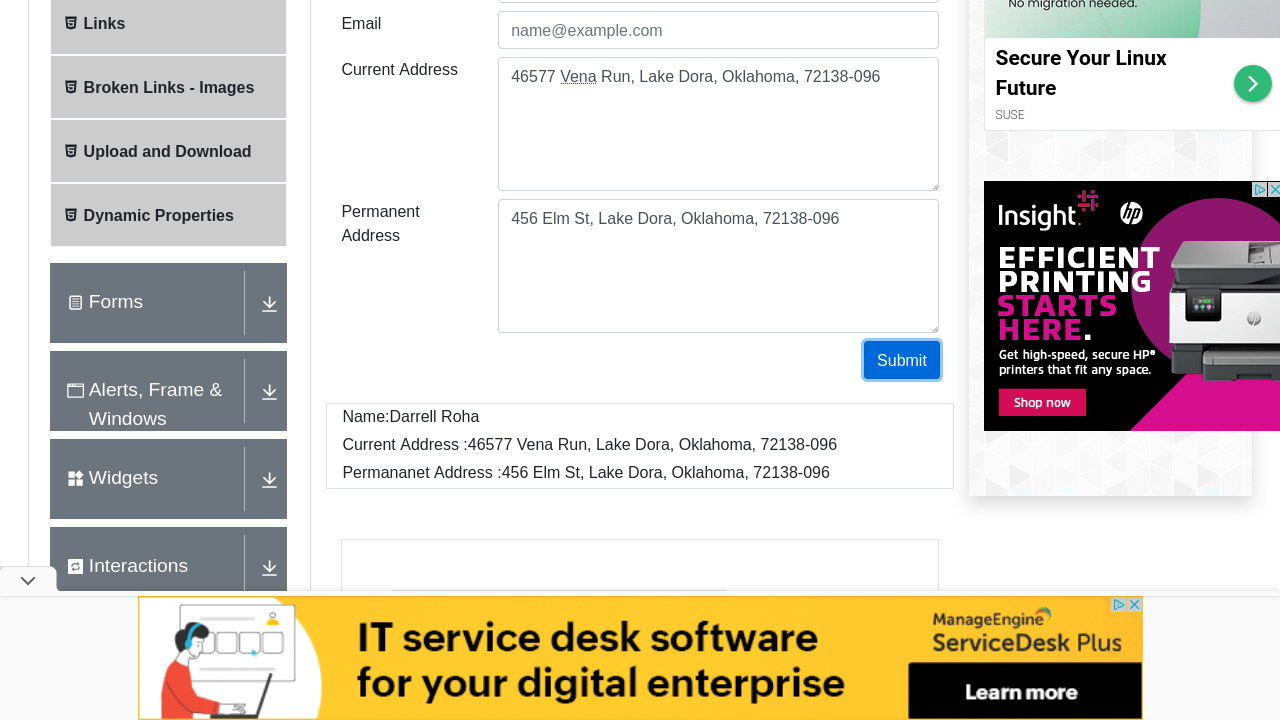 Links
Broken Links - Images
Upload and Download
Dynamic Properties
Forms
Alerts, Frame &
Windows
Widgets
Interactions
Email
name@example.com
Current Address
46577 Vena Run, Lake Dora, Oklahoma, 72138-096
Permanent
Address
456 Elm St, Lake Dora, Oklahoma, 72138-096
Submit
Name:Darrell Roha
Current Address :46577 Vena Run, Lake Dora, Oklahoma, 72138-096
Permananet Address :456 Elm St, Lake Dora, Oklahoma, 72138-096
No migration needed.
Secure Your Linux
Future
SUSE
Insight
hp
EFFICIENT
PRINTING
STARTS
HERE.
Get high-speed, secure HP®
printers that fit any space.
Shop now
hp
IT service desk software
for your digital enterprise
ManageEngine
ServiceDesk Plus
Learn more